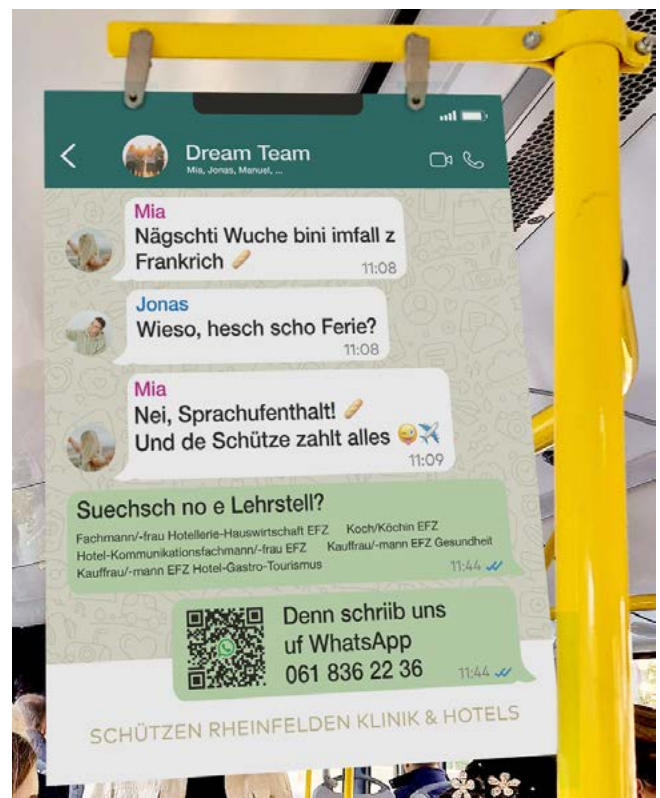 Dream Team
Mia, Jonas, Manuel, ...
Mia
Nägschti Wuche bini imfall z
Frankrich 🥖
11:08
Jonas
Wieso, hesch scho Ferie?
11:08
Mia
Nei, Sprachufenthalt! 🥖
Und de Schütze zahlt alles 😜✈️
11:09
Suechsch no e Lehrstell?
Fachmann/-frau Hotellerie-Hauswirtschaft EFZ Koch/Köchin EFZ
Hotel-Kommunikationsfachmann/-frau EFZ Kauffrau/-mann EFZ Gesundheit
Kauffrau/-mann EFZ Hotel-Gastro-Tourismus
11:44
Denn schriib uns
uf WhatsApp
061 836 22 36
11:44
SCHÜTZEN RHEINFELDEN KLINIK & HOTELS